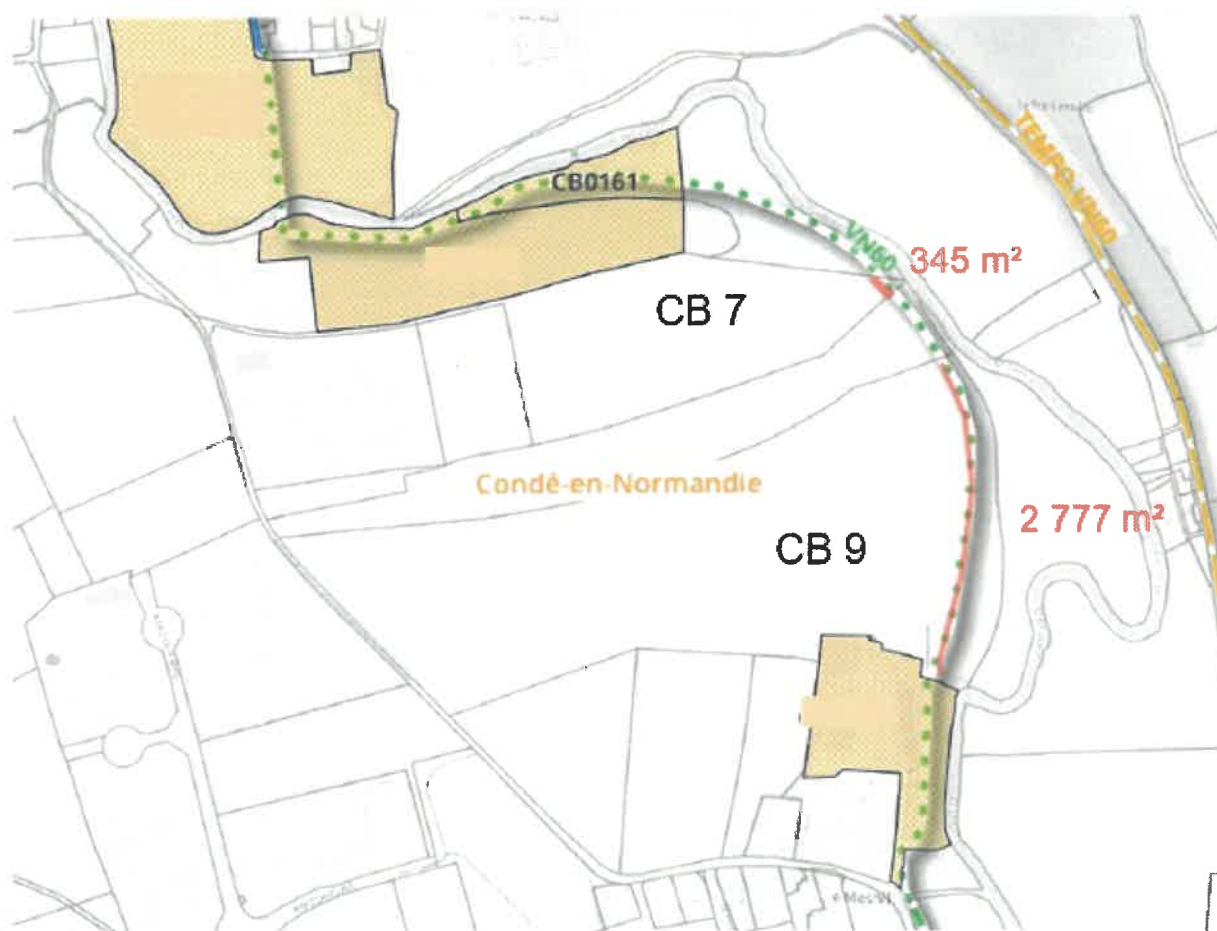 TEMPO VN60
CB0161
VN60
345 m²
CB 7
Condé-en-Normandie
2 777 m²
CB 9